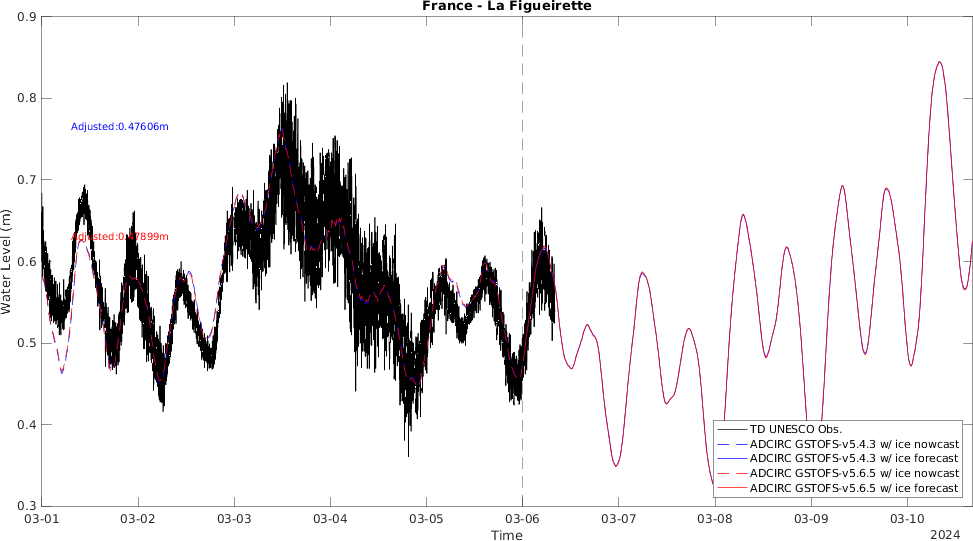 France - La Figueirette
0.9
0.8
0.7
0.6
0.5
0.4
0.3
Water Level (m)
Adjusted:0.47606m
Adjusted:0.47899m
TD UNESCO Obs.
ADCIRC GSTOFS-v5.4.3 w/ ice nowcast
ADCIRC GSTOFS-v5.4.3 w/ ice forecast
ADCIRC GSTOFS-v5.6.5 w/ ice nowcast
ADCIRC GSTOFS-v5.6.5 w/ ice forecast
03-01 03-02 03-03 03-04 03-05 03-06 03-07 03-08 03-09 03-10
Time
2024